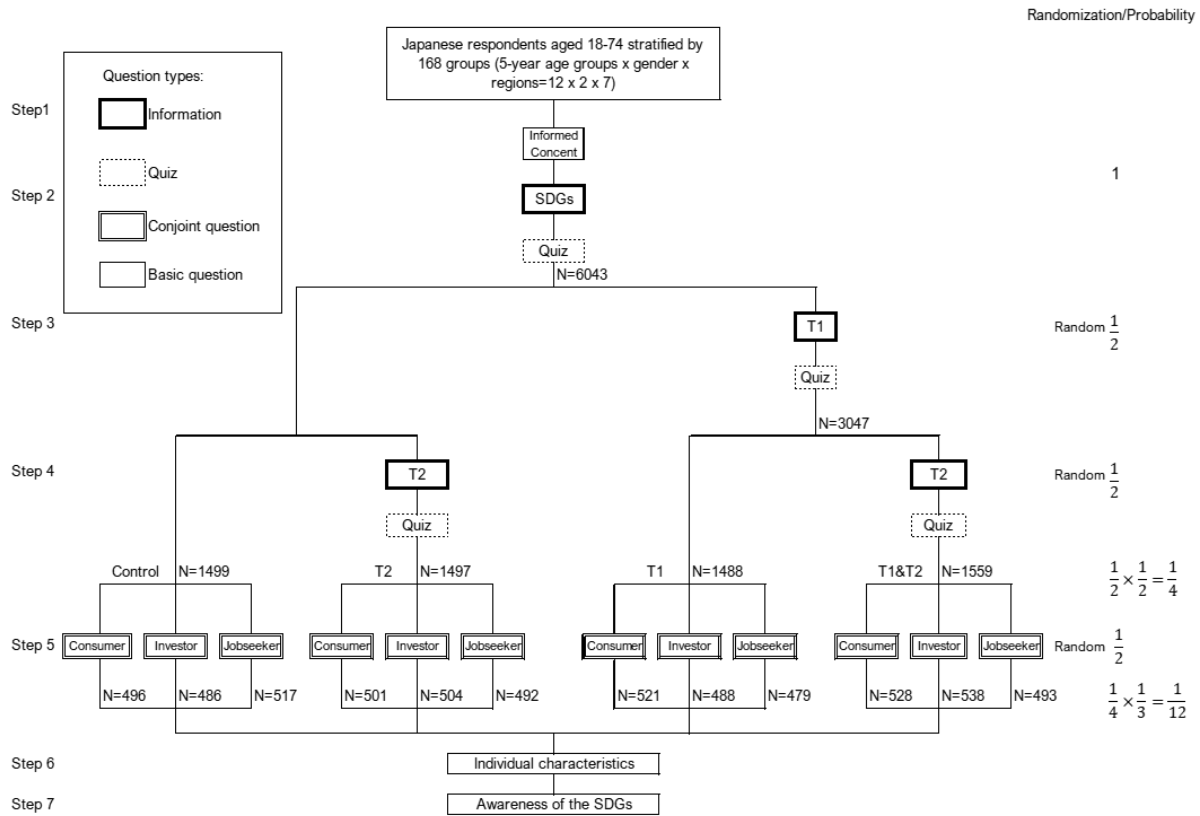 Randomization/Probability
Japanese respondents aged 18-74 stratified by
168 groups (5-year age groups x gender x
regions=12 x 2 x 7)
Question types:
Information
Quiz
Conjoint question
Basic question
Step1
Informed
Concent
1
Step 2
SDGs
Quiz
N=6043
Step 3
T1
Random 1/2
Quiz
N=3047
Step 4
T2
T2
Random 1/2
Quiz
Quiz
Control N=1499
T2 N=1497
T1 N=1488
T1&T2 N=1559
1/2 × 1/2 = 1/4
Step 5
Consumer
Investor
Jobseeker
Consumer
Investor
Jobseeker
Consumer
Investor
Jobseeker
Consumer
Investor
Jobseeker
Random 1/2
N=496
N=486
N=517
N=501
N=504
N=492
N=521
N=488
N=479
N=528
N=538
N=493
1/4 × 1/3 = 1/12
Step 6
Individual characteristics
Step 7
Awareness of the SDGs